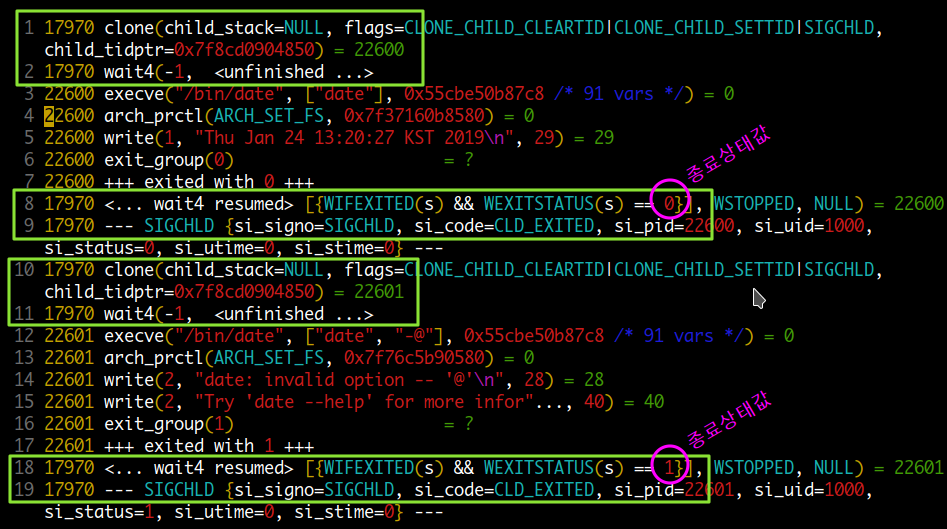 1 17970 clone(child_stack=NULL, flags=CLONE_CHILD_CLEARTID|CLONE_CHILD_SETTID|SIGCHLD,
child_tidptr=0x7f8cd0904850) = 22600
2 17970 wait4(-1,  <unfinished ...>
3 22600 execve("/bin/date", ["date"], 0x55cbe50b87c8 /* 91 vars */) = 0
4 22600 arch_prctl(ARCH_SET_FS, 0x7f37160b8580) = 0
5 22600 write(1, "Thu Jan 24 13:20:27 KST 2019\n", 29) = 29
6 22600 exit_group(0)                     = ?
종료상태값
7 22600 +++ exited with 0 +++
8 17970 <... wait4 resumed> [{WIFEXITED(s) && WEXITSTATUS(s) == 0}], WSTOPPED, NULL) = 22600
9 17970 --- SIGCHLD {si_signo=SIGCHLD, si_code=CLD_EXITED, si_pid=22600, si_uid=1000,
si_status=0, si_utime=0, si_stime=0} ---
10 17970 clone(child_stack=NULL, flags=CLONE_CHILD_CLEARTID|CLONE_CHILD_SETTID|SIGCHLD,
child_tidptr=0x7f8cd0904850) = 22601
11 17970 wait4(-1,  <unfinished ...>
12 22601 execve("/bin/date", ["date", "-@"], 0x55cbe50b87c8 /* 91 vars */) = 0
13 22601 arch_prctl(ARCH_SET_FS, 0x7f76c5b90580) = 0
14 22601 write(2, "date: invalid option -- '@'\n", 28) = 28
15 22601 write(2, "Try 'date --help' for more infor"..., 40) = 40
16 22601 exit_group(1)                     = ?
종료상태값
17 22601 +++ exited with 1 +++
18 17970 <... wait4 resumed> [{WIFEXITED(s) && WEXITSTATUS(s) == 1}], WSTOPPED, NULL) = 22601
19 17970 --- SIGCHLD {si_signo=SIGCHLD, si_code=CLD_EXITED, si_pid=22601, si_uid=1000,
si_status=1, si_utime=0, si_stime=0} ---